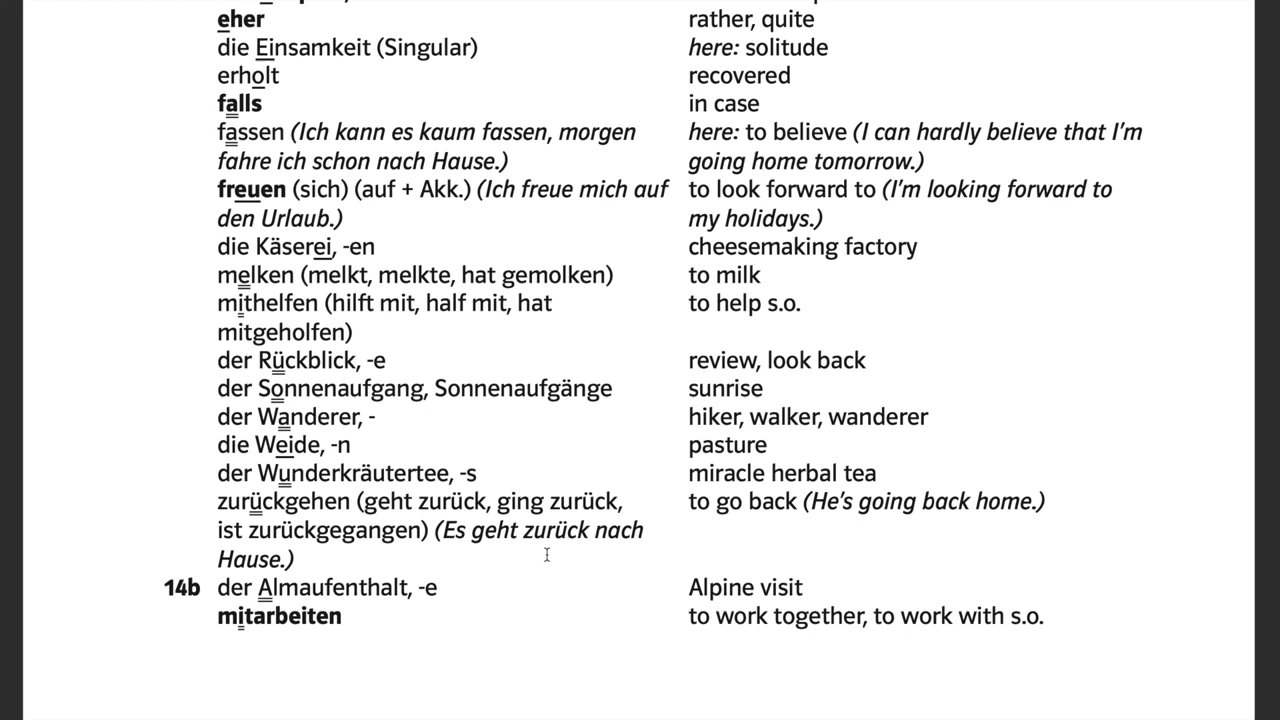 eher rather, quite
die Einsamkeit (Singular) here: solitude
erholt recovered
falls in case
fassen (Ich kann es kaum fassen, morgen here: to believe (I can hardly believe that I'm
fahre ich schon nach Hause.) going home tomorrow.)
freuen (sich) (auf + Akk.) (Ich freue mich auf to look forward to (I'm looking forward to
den Urlaub.) my holidays.)
die Käserei, -en cheesemaking factory
melken (melkt, melkte, hat gemolken) to milk
mithelfen (hilft mit, half mit, hat to help s.o.
mitgeholfen)
der Rückblick, -e review, look back
der Sonnenaufgang, Sonnenaufgänge sunrise
der Wanderer, - hiker, walker, wanderer
die Weide, -n pasture
der Wunderkräutertee, -s miracle herbal tea
zurückgehen (geht zurück, ging zurück, to go back (He's going back home.)
ist zurückgegangen) (Es geht zurück nach
Hause.)
14b der Almaufenthalt, -e Alpine visit
mitarbeiten to work together, to work with s.o.